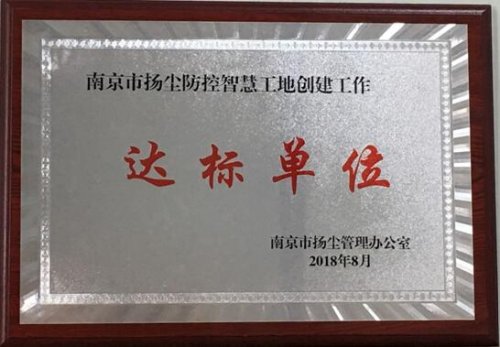 南京市扬尘防控智慧工地创建工作
达标单位
南京市扬尘管理办公室
2018年8月